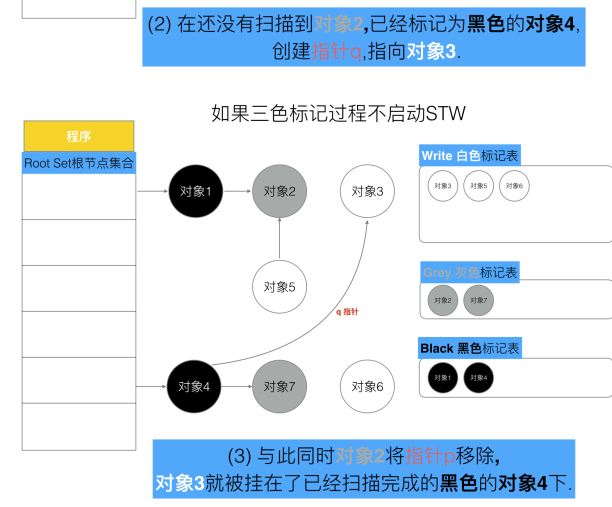 (2) 在还没有扫描到对象2,已经标记为黑色的对象4,
创建指针q,指向对象3.
如果三色标记过程不启动STW
程序
Root Set根节点集合
Write 白色标记表
对象3 对象5 对象6
对象1 对象2 对象3
Grey 灰色标记表
对象2 对象7
对象5
q 指针
Black 黑色标记表
对象1 对象4
对象4 对象7 对象6
(3) 与此同时对象2将指针p移除,
对象3就被挂在了已经扫描完成的黑色的对象4下.